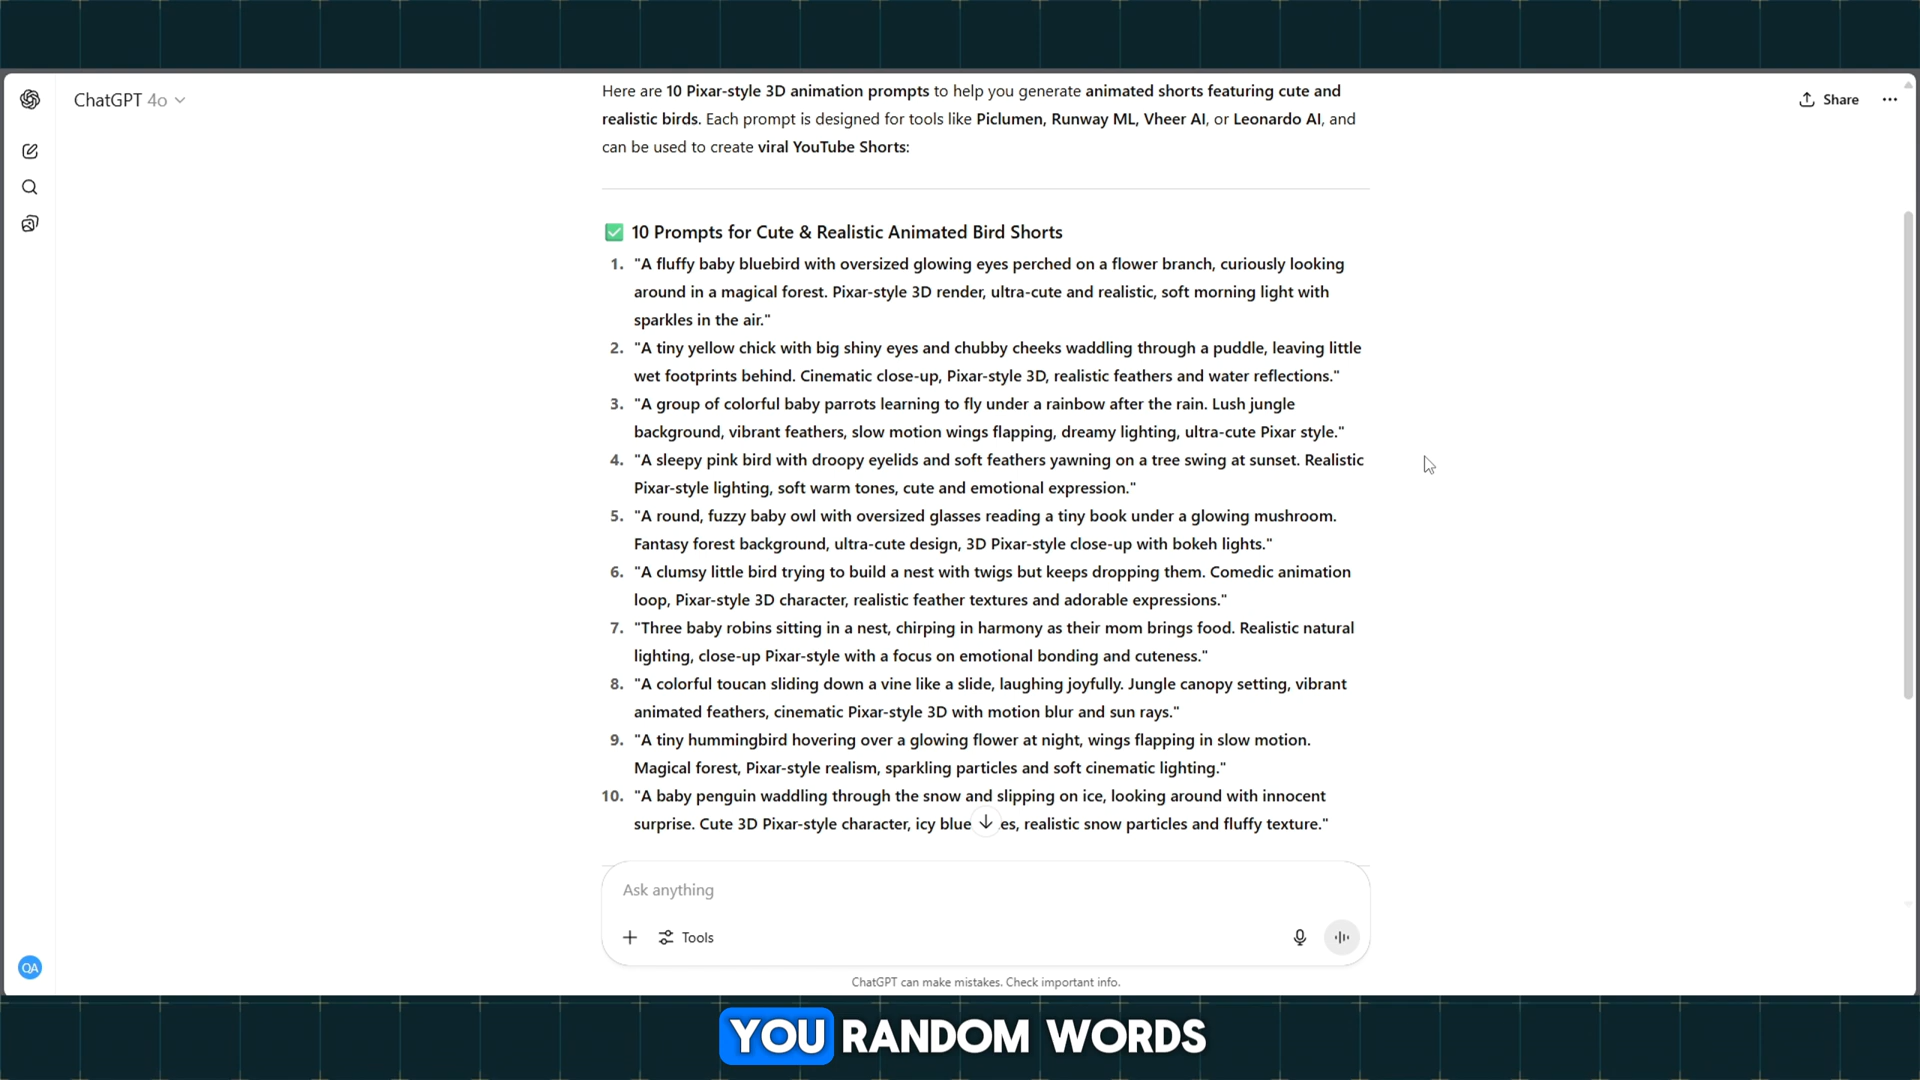 ChatGPT 4o
Share
Here are 10 Pixar-style 3D animation prompts to help you generate animated shorts featuring cute and
realistic birds. Each prompt is designed for tools like Piclumen, Runway ML, Vheer AI, or Leonardo AI, and
can be used to create viral YouTube Shorts:
10 Prompts for Cute & Realistic Animated Bird Shorts
1. "A fluffy baby bluebird with oversized glowing eyes perched on a flower branch, curiously looking
around in a magical forest. Pixar-style 3D render, ultra-cute and realistic, soft morning light with
sparkles in the air."
2. "A tiny yellow chick with big shiny eyes and chubby cheeks waddling through a puddle, leaving little
wet footprints behind. Cinematic close-up, Pixar-style 3D, realistic feathers and water reflections."
3. "A group of colorful baby parrots learning to fly under a rainbow after the rain. Lush jungle
background, vibrant feathers, slow motion wings flapping, dreamy lighting, ultra-cute Pixar style."
4. "A sleepy pink bird with droopy eyelids and soft feathers yawning on a tree swing at sunset. Realistic
Pixar-style lighting, soft warm tones, cute and emotional expression."
5. "A round, fuzzy baby owl with oversized glasses reading a tiny book under a glowing mushroom.
Fantasy forest background, ultra-cute design, 3D Pixar-style close-up with bokeh lights."
6. "A clumsy little bird trying to build a nest with twigs but keeps dropping them. Comedic animation
loop, Pixar-style 3D character, realistic feather textures and adorable expressions."
7. "Three baby robins sitting in a nest, chirping in harmony as their mom brings food. Realistic natural
lighting, close-up Pixar-style with a focus on emotional bonding and cuteness."
8. "A colorful toucan sliding down a vine like a slide, laughing joyfully. Jungle canopy setting, vibrant
animated feathers, cinematic Pixar-style 3D with motion blur and sun rays."
9. "A tiny hummingbird hovering over a glowing flower at night, wings flapping in slow motion.
Magical forest, Pixar-style realism, sparkling particles and soft cinematic lighting."
10. "A baby penguin waddling through the snow and slipping on ice, looking around with innocent
surprise. Cute 3D Pixar-style character, icy blue es, realistic snow particles and fluffy texture."
Ask anything
Tools
QA
ChatGPT can make mistakes. Check important info.
YOU RANDOM WORDS